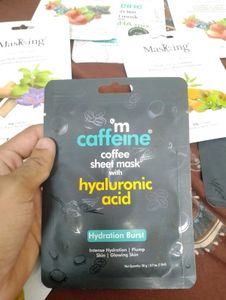 Masking
Masking
'm
caffeine®
coffee
sheet mask
with
hyaluronic
acid
Hydration Burst
Intense Hydration | Plump
Skin | Glowing Skin